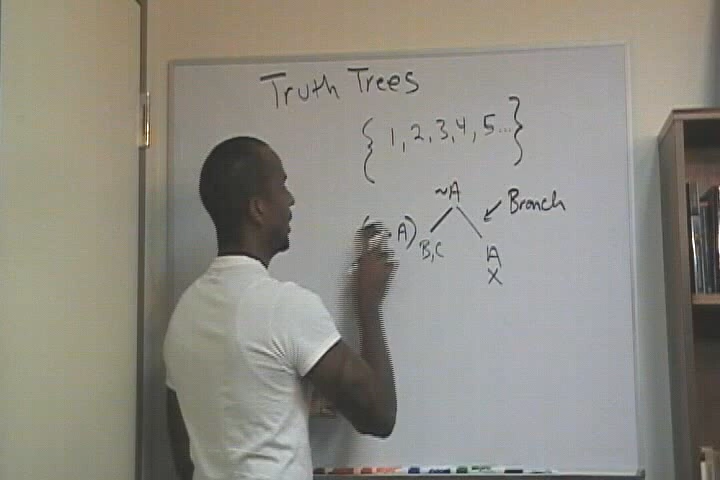 Truth Trees
{ 1, 2, 3, 4, 5... }
~A
Branch
A)
B, C
A
X